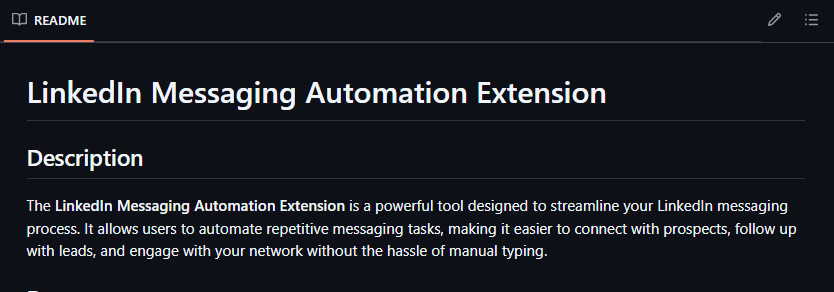 README
LinkedIn Messaging Automation Extension
Description
The LinkedIn Messaging Automation Extension is a powerful tool designed to streamline your LinkedIn messaging
process. It allows users to automate repetitive messaging tasks, making it easier to connect with prospects, follow up
with leads, and engage with your network without the hassle of manual typing.